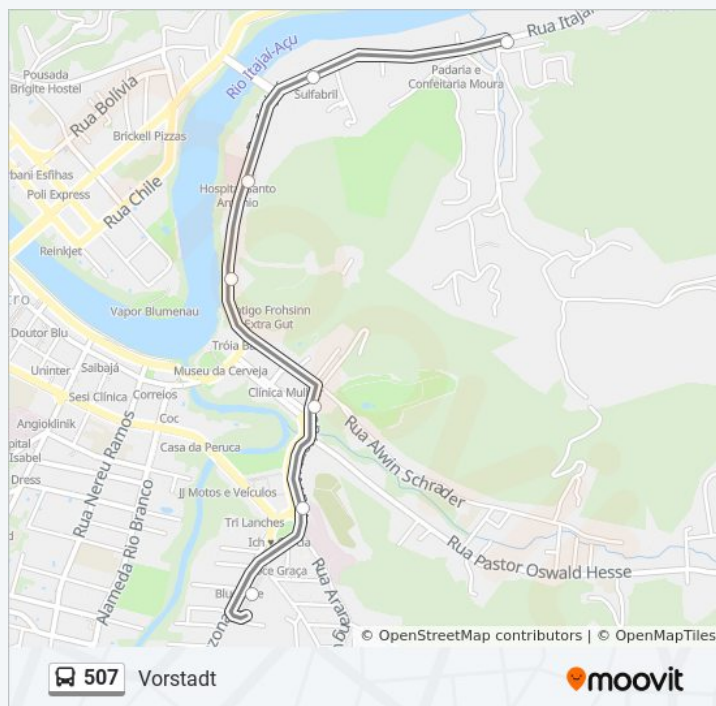 Rua Itajaí
Rio Itajaí-Açu
Pousada
Brigite Hostel
Rua Bolívia
Padaria e
Confeitaria Moura
Sulfabril
Brickell Pizzas
Poli Express
Rua Chile
Reinkjet
Vapor Blumenau
Doutor Blu
Extra Gut
Uninter
Saibajá
Museu da Cerveja
Sesi Clínica
Correios
Angioklinik
Coc
Isabel
Casa da Peruca
Dress
Rua Nereu Ramos
Alameda Rio Branco
JJ Motos e Veículos
Tri Lanches
Rua Alwin Schrader
Rua Pastor Oswald Hesse
© OpenStreetMap contributors | © OpenMapTiles
507 Vorstadt
moovit